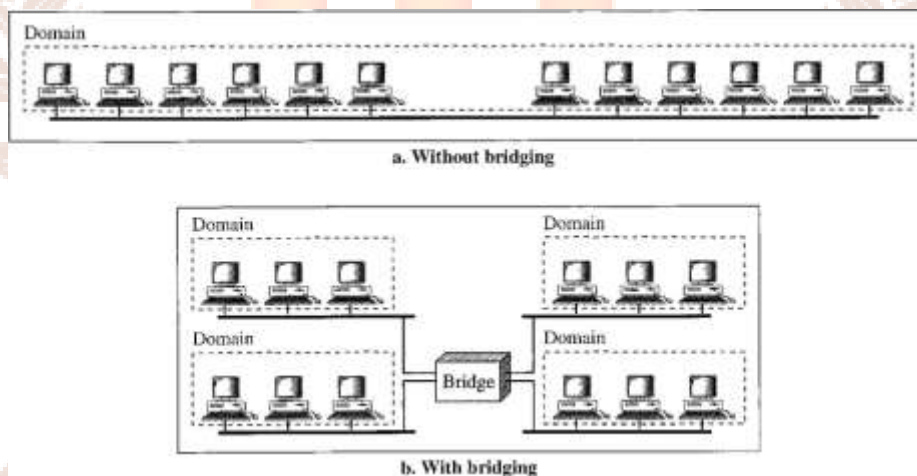 Domain
a. Without bridging
Domain
Domain
Domain
Domain
Bridge
b. With bridging